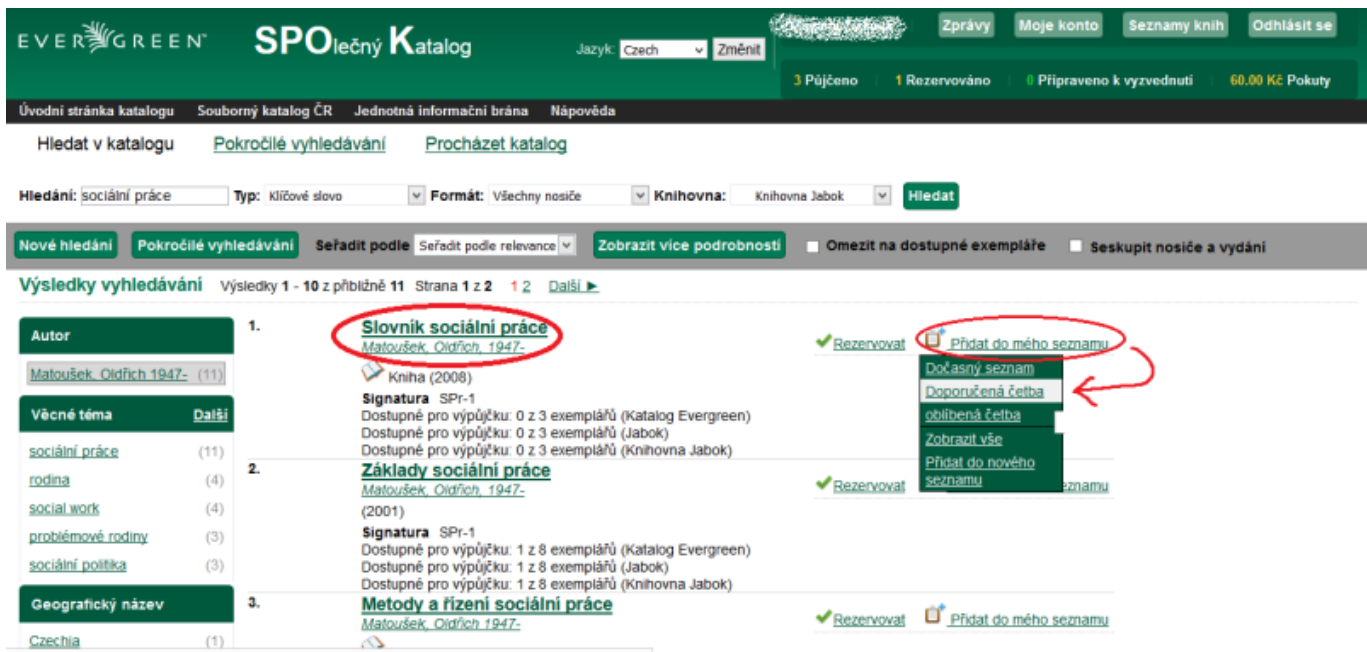 EVERGREEN
SPOlečný Katalog
Jazyk: Czech Změnit
Zprávy Moje konto Seznamy knih Odhlásit se
3 Půjčeno 1 Rezervováno 0 Připraveno k vyzvednutí 60.00 Kč Pokuty
Úvodní stránka katalogu Souborný katalog ČR Jednotná informační brána Nápověda
Hledat v katalogu Pokročilé vyhledávání Procházet katalog
Hledání: sociální práce Typ: Klíčové slovo Formát: Všechny nosiče Knihovna: Knihovna Jabok Hledat
Nové hledání Pokročilé vyhledávání Seřadit podle Seřadit podle relevance Zobrazit více podrobností Omezit na dostupné exempláře Seskupit nosiče a vydání
Výsledky vyhledávání Výsledky 1 - 10 z přibližně 11 Strana 1 z 2 1 2 Další ►
Autor
Matoušek, Oldřich 1947- (11)
Věcné téma Další
sociální práce (11)
rodina (4)
social work (4)
problémové rodiny (3)
sociální politika (3)
Geografický název
Czechia (1)
1. Slovník sociální práce
Matoušek, Oldřich, 1947-
Kniha (2008)
Signatura SPr-1
Dostupné pro výpůjčku: 0 z 3 exemplářů (Katalog Evergreen)
Dostupné pro výpůjčku: 0 z 3 exemplářů (Jabok)
Dostupné pro výpůjčku: 0 z 3 exemplářů (Knihovna Jabok)
Rezervovat Přidat do mého seznamu
Dočasný seznam
Doporučená četba
oblíbená četba
Zobrazit vše
Přidat do nového
seznamu
2. Základy sociální práce
Matoušek, Oldřich, 1947-
(2001)
Signatura SPr-1
Dostupné pro výpůjčku: 1 z 8 exemplářů (Katalog Evergreen)
Dostupné pro výpůjčku: 1 z 8 exemplářů (Jabok)
Dostupné pro výpůjčku: 1 z 8 exemplářů (Knihovna Jabok)
Rezervovat eznamu
3. Metody a řízení sociální práce
Matoušek, Oldřich 1947-
Rezervovat Přidat do mého seznamu